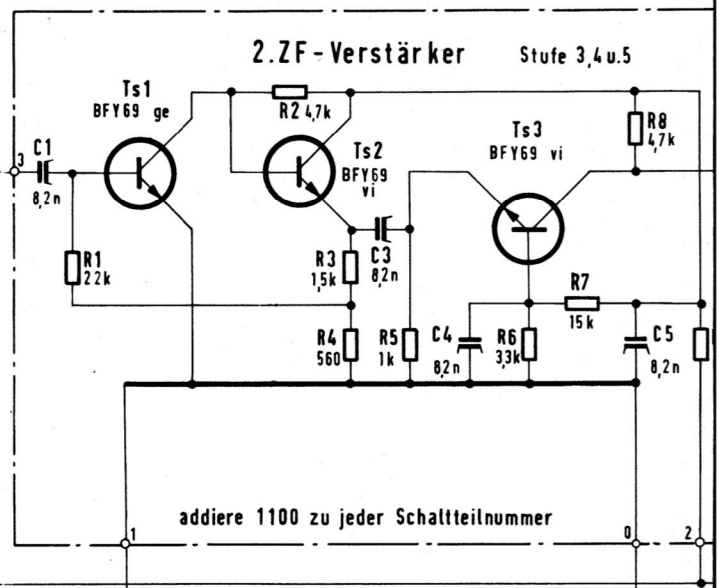 2.ZF-Verstärker
Stufe 3,4u.5
Ts1
BFY69 ge
R2 4,7k
Ts2
BFY69
vi
Ts3
BFY69 vi
R8
4,7k
3
C1
8,2n
R1
22k
R3
1,5k
C3
8,2n
R7
15k
R4
560
R5
1k
C4
8,2n
R6
3,3k
C5
8,2n
addiere 1100 zu jeder Schaltteilnummer
1
0
2